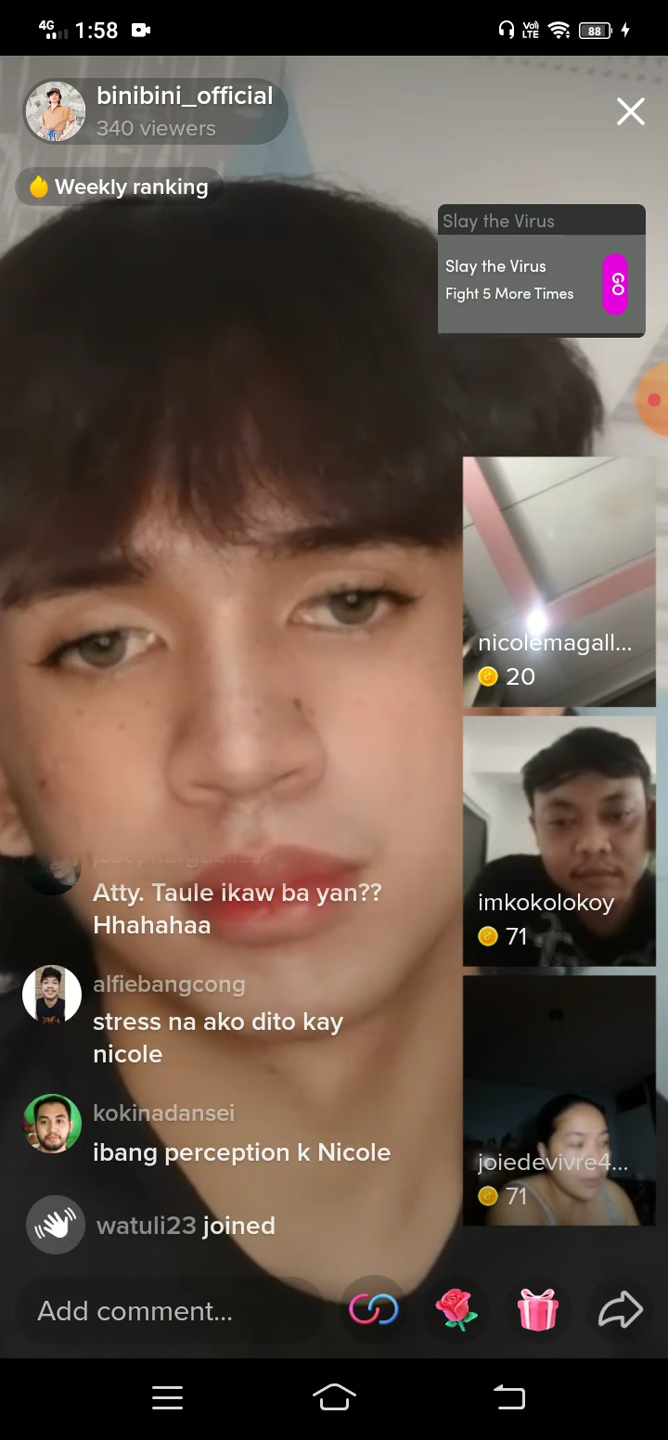 4G 1:58 Vo) LTE 88
binibini_official
340 viewers
Weekly ranking
Slay the Virus
Slay the Virus
Fight 5 More Times
GO
nicolemagall...
20
imkokolokoy
71
joiedevivre4...
71
Atty. Taule ikaw ba yan??
Hhahahaa
alfiebangcong
stress na ako dito kay
nicole
kokinadansei
ibang perception k Nicole
watuli23 joined
Add comment...